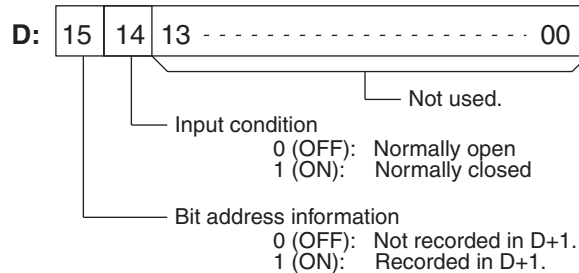 D: 15 14 13 - - - - - - - - - - - - - - - - - - - - - - 00
Not used.
Input condition
0 (OFF): Normally open
1 (ON): Normally closed
Bit address information
0 (OFF): Not recorded in D+1.
1 (ON): Recorded in D+1.